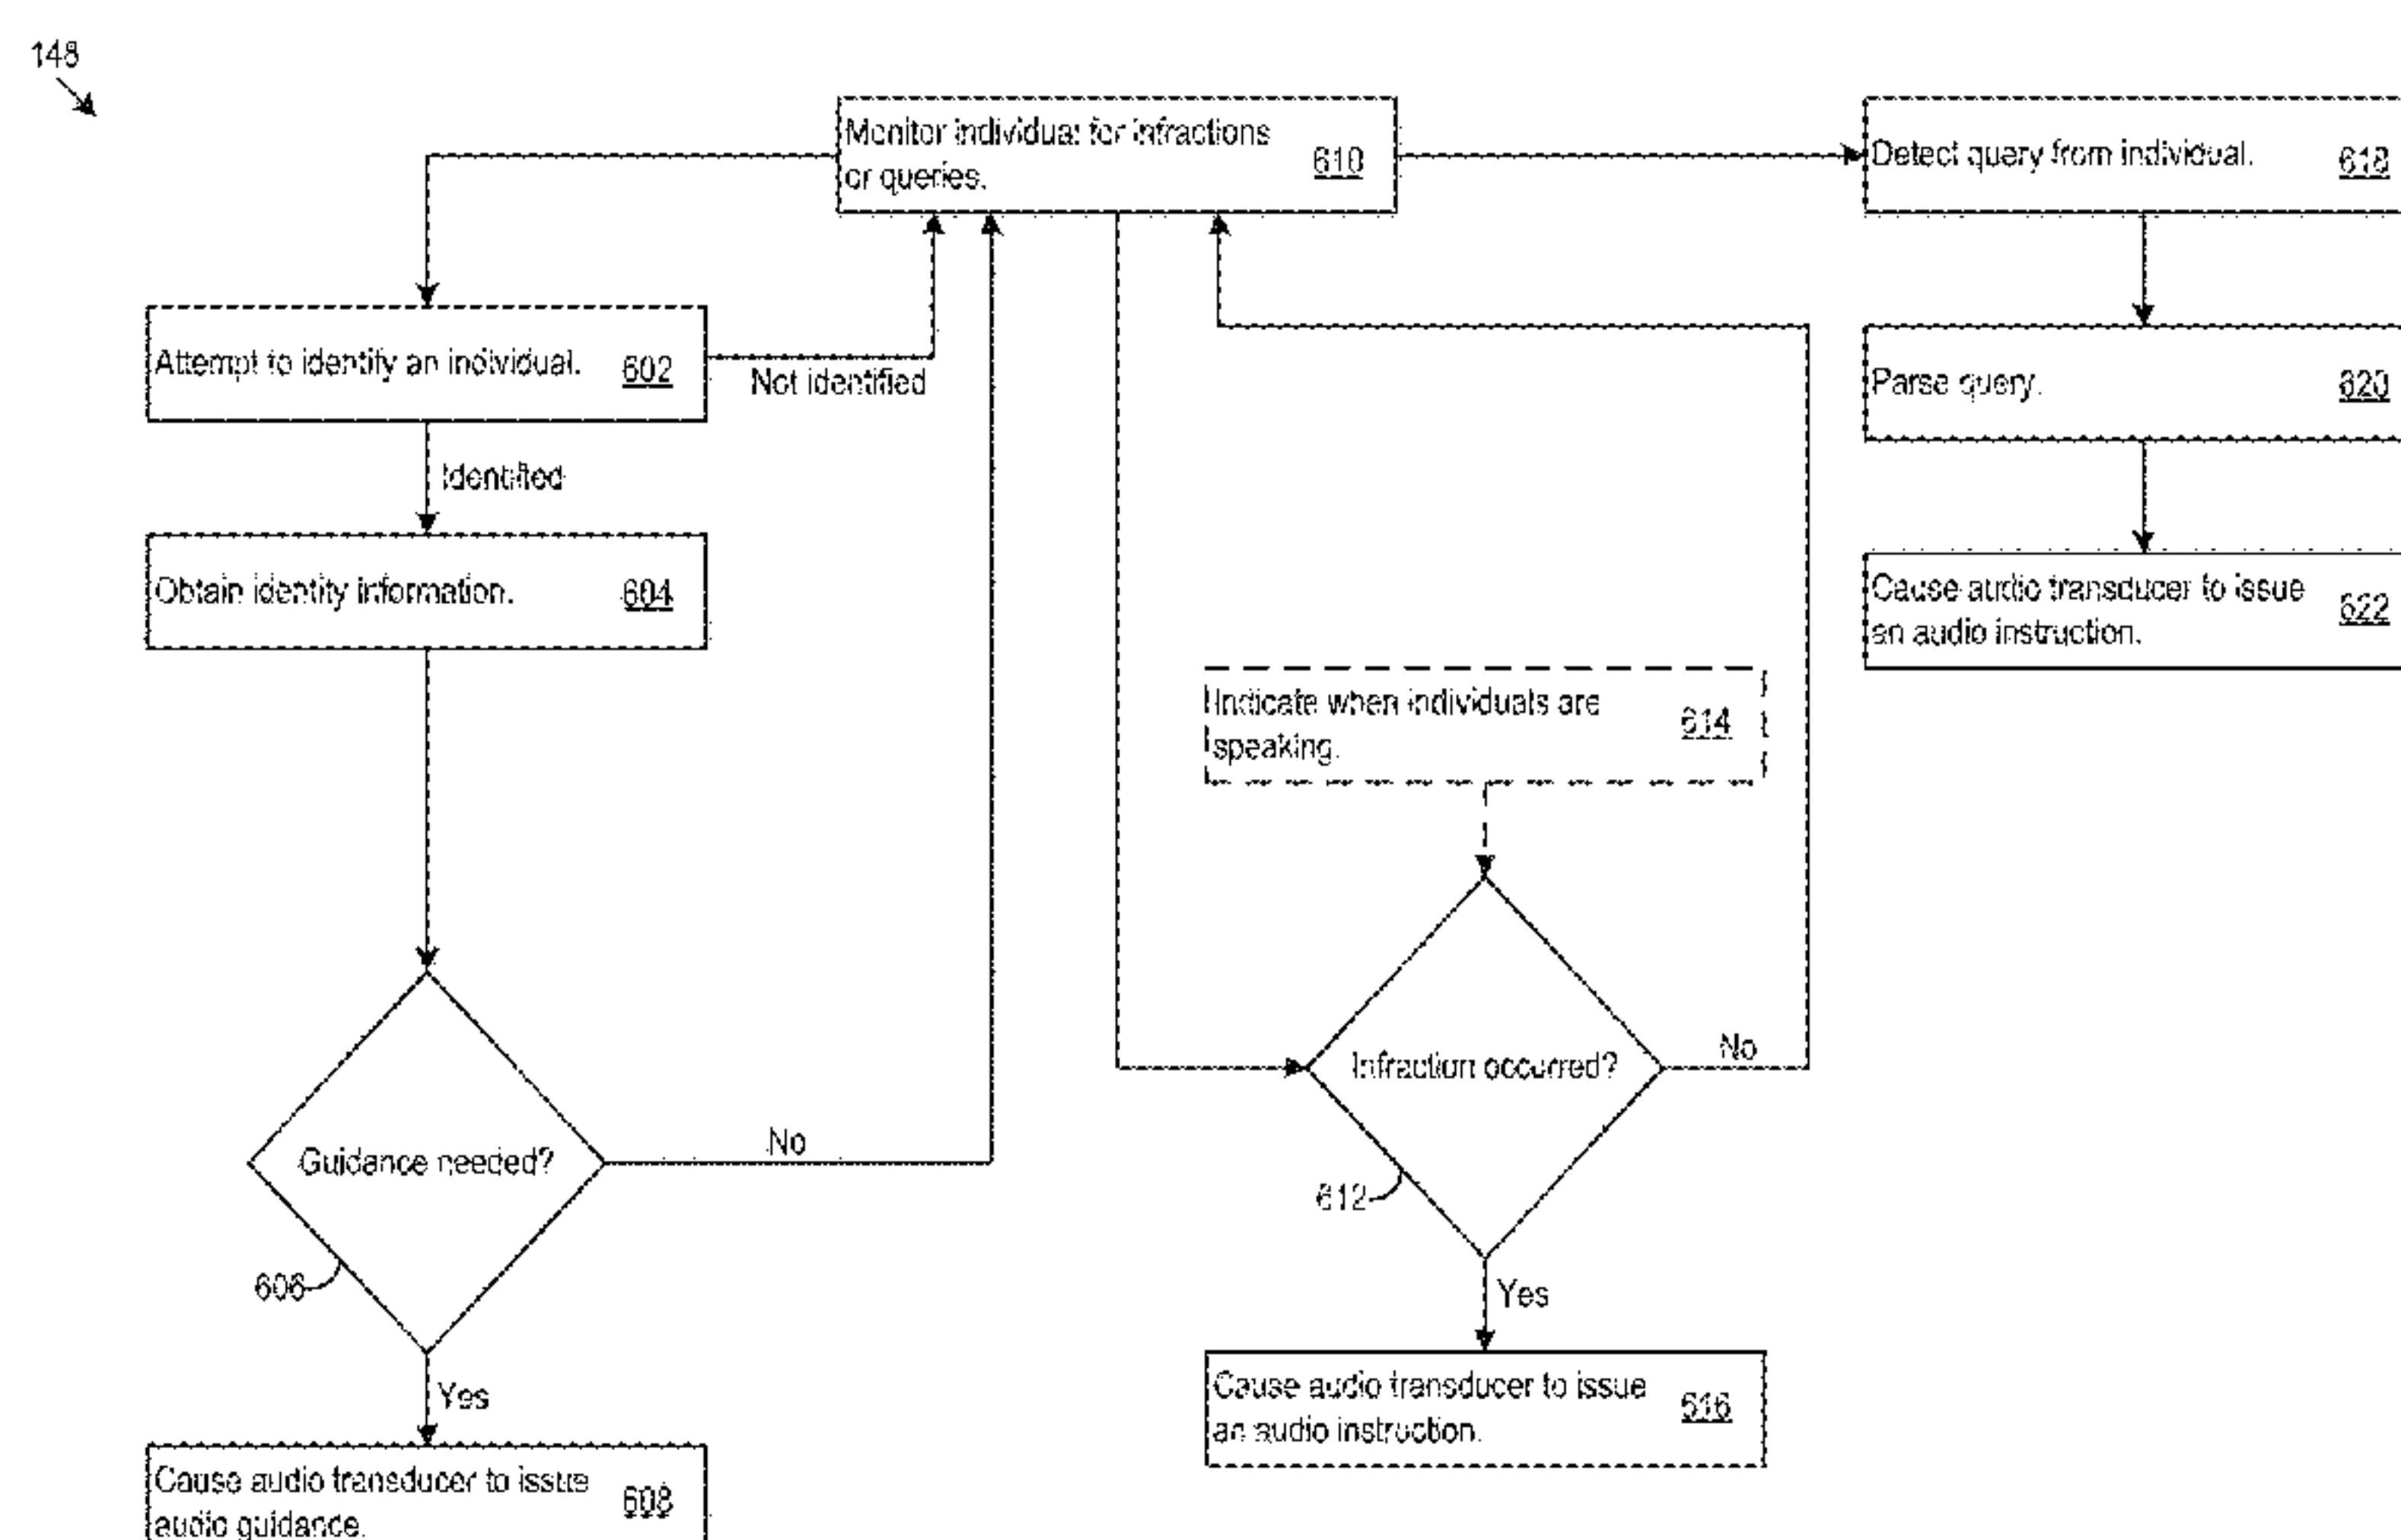 148
Monitor individual for infractions
or queries.
610
Detect query from individual.
618
Attempt to identify an individual.
602
Not identified
Parse query.
620
Identified
Obtain identity information.
604
Cause audio transducer to issue
an audio instruction.
622
Indicate when individuals are
speaking.
614
Infraction occurred?
No
612
Guidance needed?
No
606
Yes
Cause audio transducer to issue
an audio instruction.
616
Yes
Cause audio transducer to issue
audio guidance.
608